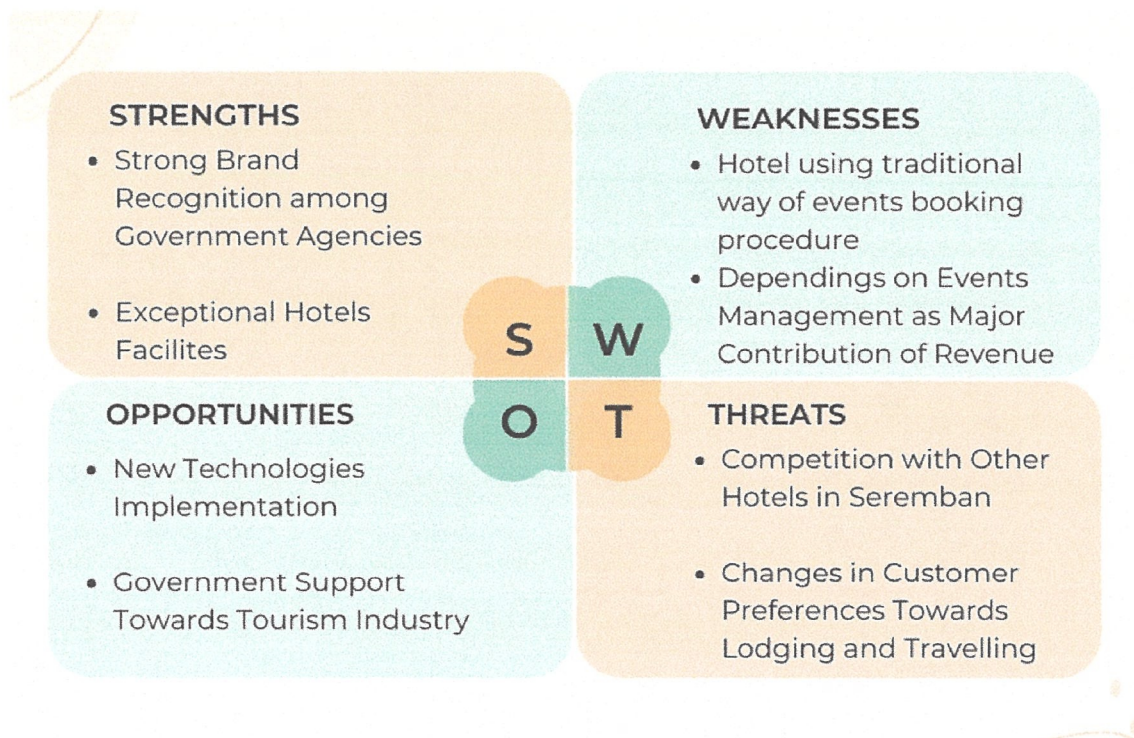 STRENGTHS
• Strong Brand
Recognition among
Government Agencies
• Exceptional Hotels
Facilites
WEAKNESSES
• Hotel using traditional
way of events booking
procedure
• Dependings on Events
Management as Major
Contribution of Revenue
S W
O T
OPPORTUNITIES
• New Technologies
Implementation
• Government Support
Towards Tourism Industry
THREATS
• Competition with Other
Hotels in Seremban
• Changes in Customer
Preferences Towards
Lodging and Travelling